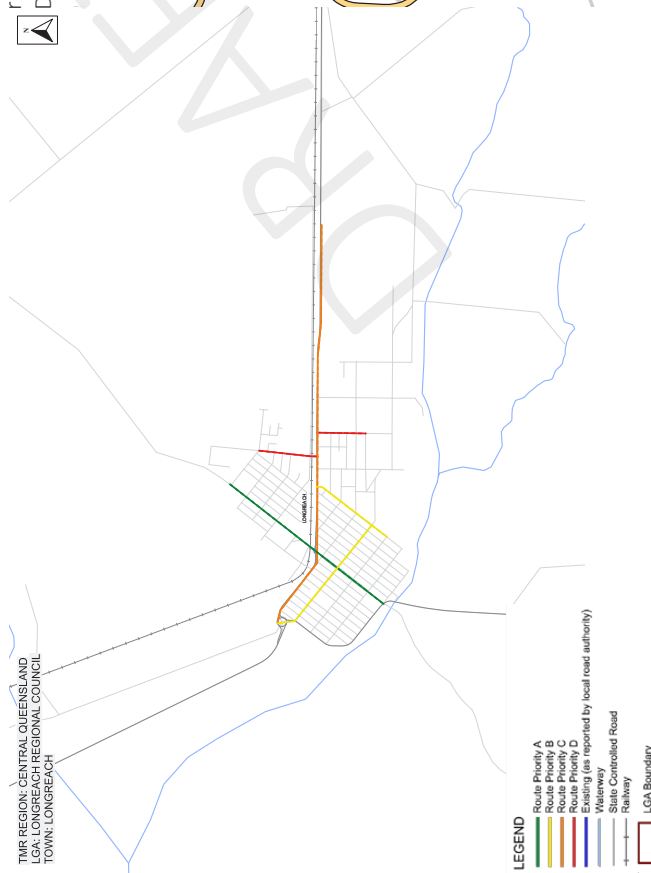 N
TMR REGION: CENTRAL QUEENSLAND
LGA: LONGREACH REGIONAL COUNCIL
TOWN: LONGREACH
LONGREACH
LEGEND
Route Priority A
Route Priority B
Route Priority C
Route Priority D
Existing (as reported by local road authority)
Waterway
State Controlled Road
Railway
LGA Boundary